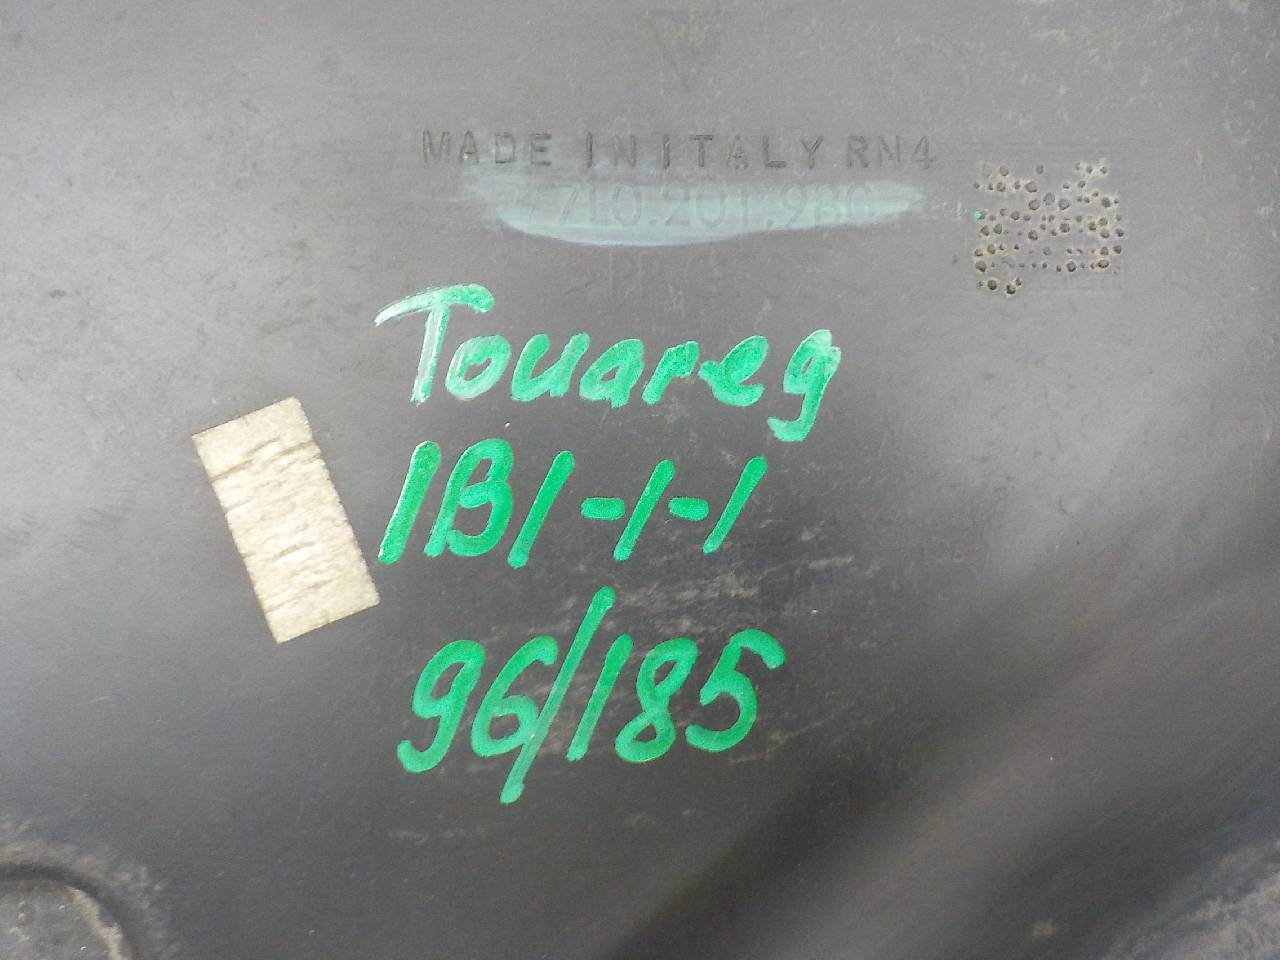 MADE IN ITALY RN4
7L0.201.980
Touareg
1B1-1-1
96/185